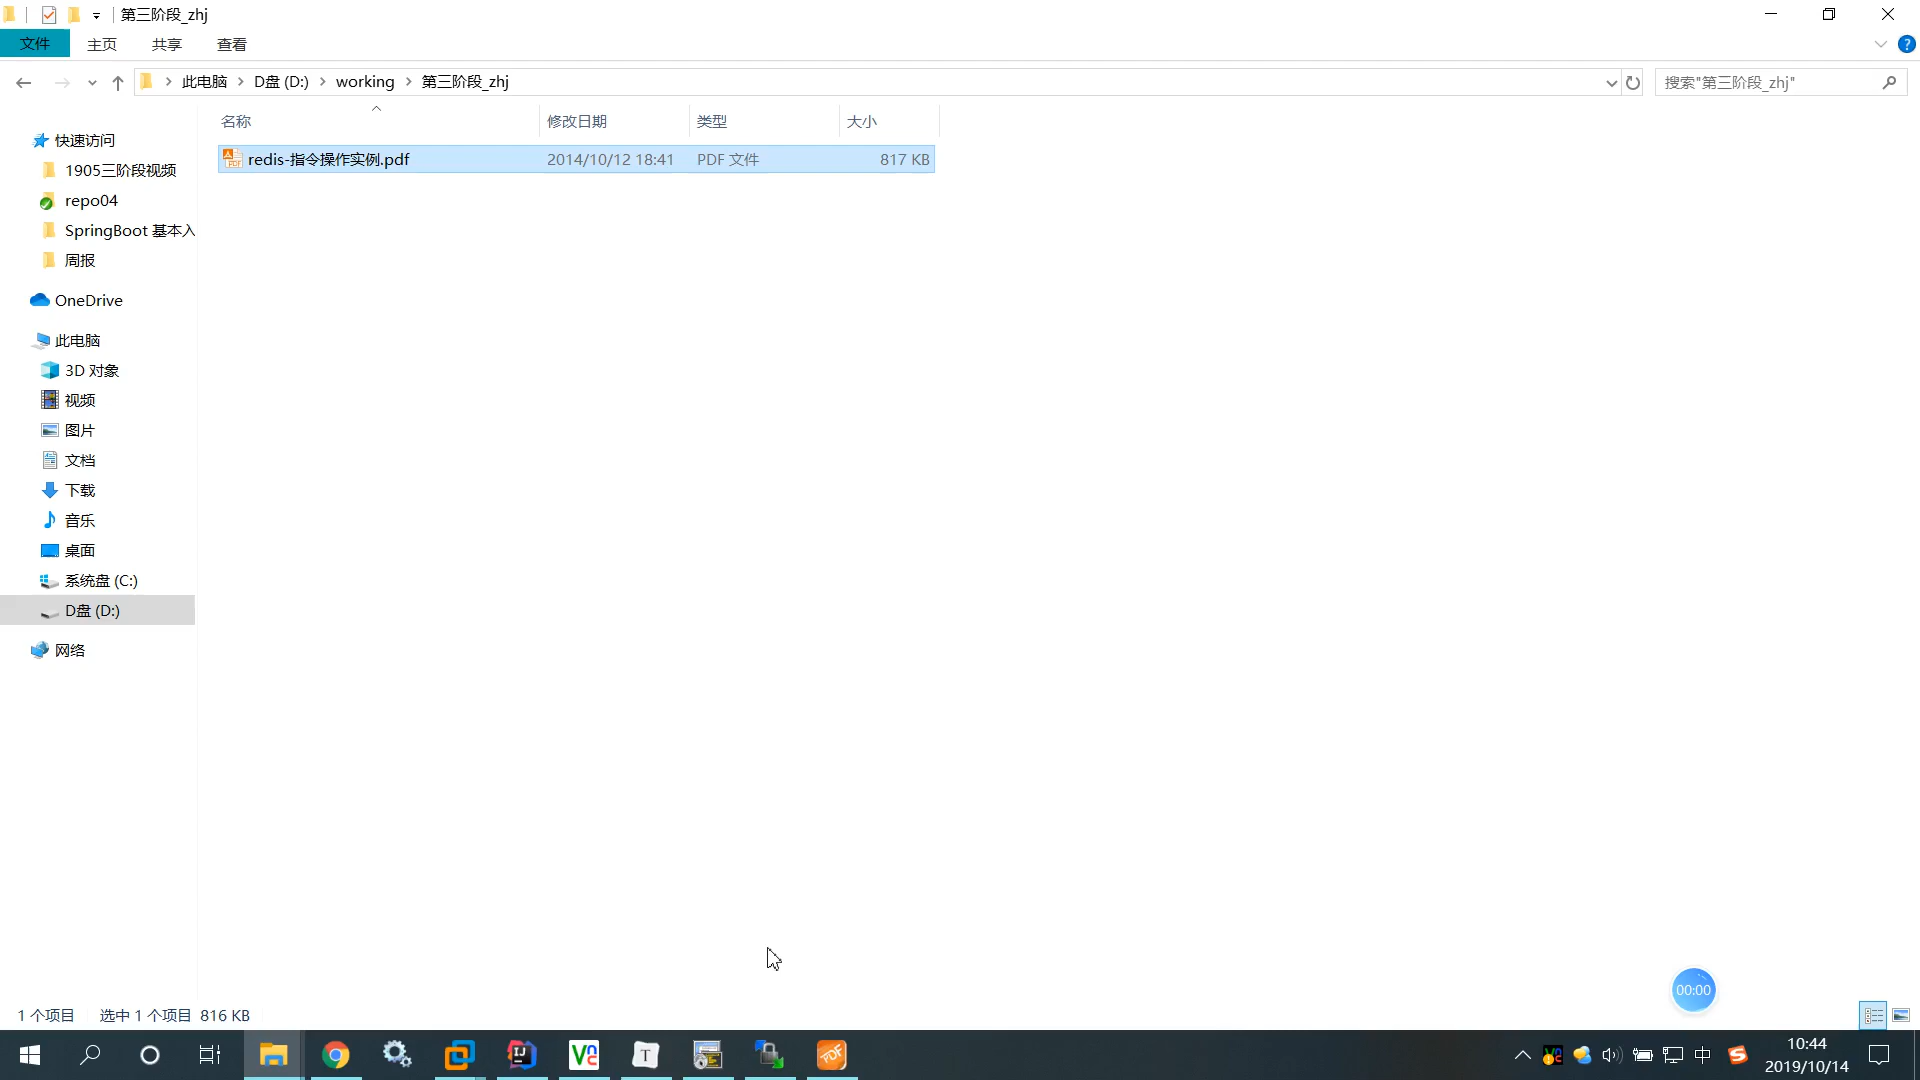 第三阶段_zhj
文件 主页 共享 查看 ?
此电脑 D盘 (D:) working 第三阶段_zhj 搜索"第三阶段_zhj"
名称 修改日期 类型 大小
redis-指令操作实例.pdf 2014/10/12 18:41 PDF 文件 817 KB
快速访问
1905三阶段视频
repo04
SpringBoot 基本入
周报
OneDrive
此电脑
3D 对象
视频
图片
文档
下载
音乐
桌面
系统盘 (C:)
D盘 (D:)
网络
00:00
1 个项目 选中 1 个项目 816 KB
IJ VNC T PDF 中 S
10:44
2019/10/14